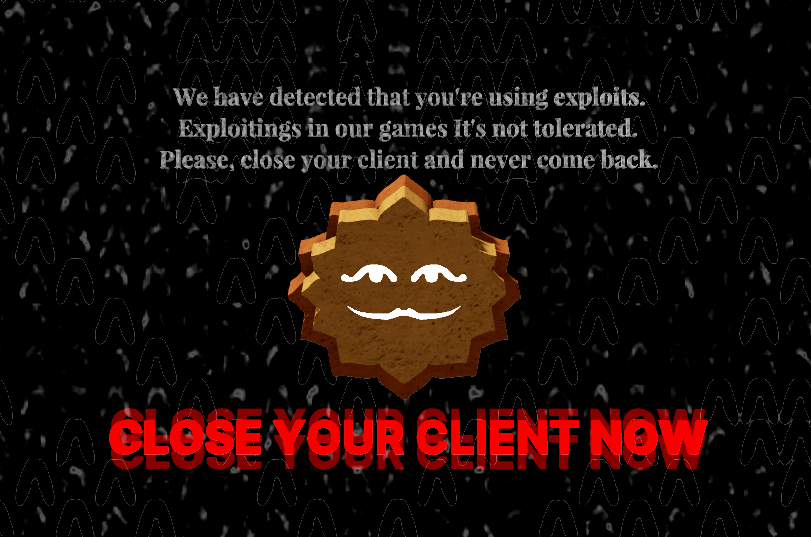 We have detected that you're using exploits.
Exploitings in our games It's not tolerated.
Please, close your client and never come back.
CLOSE YOUR CLIENT NOW